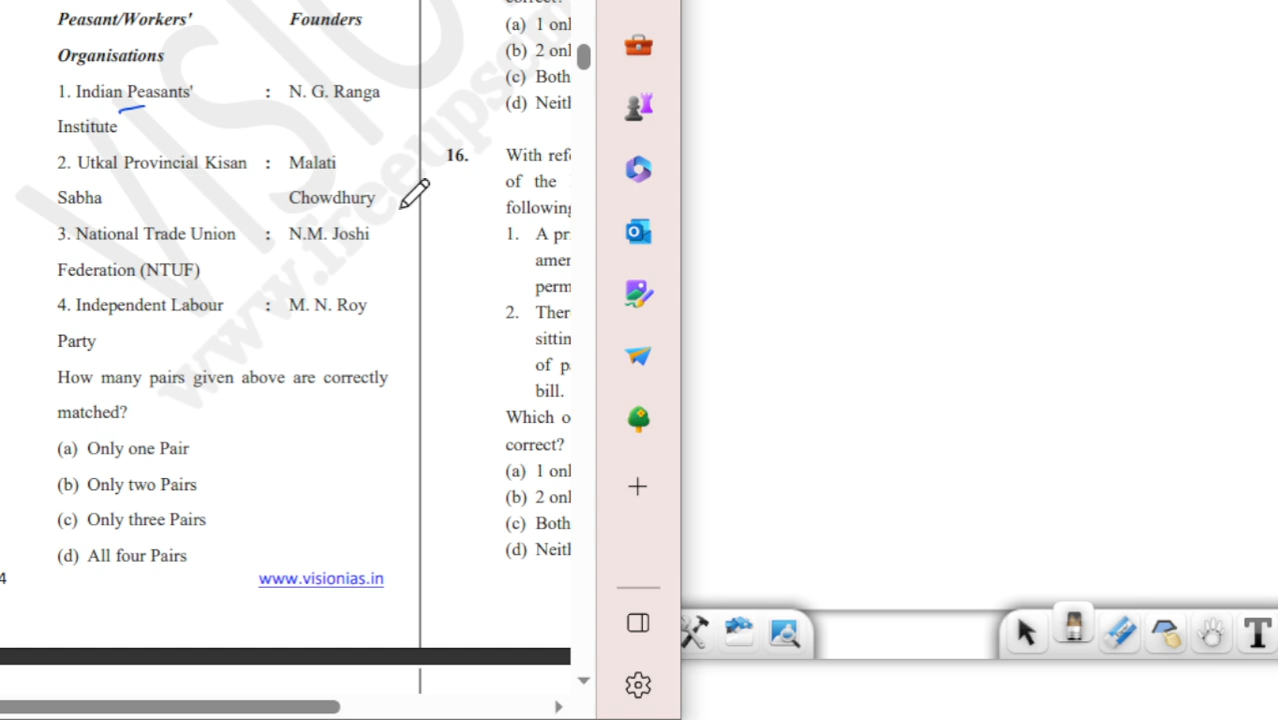 Peasant/Workers' Founders
Organisations
1. Indian Peasants' : N. G. Ranga
Institute
2. Utkal Provincial Kisan : Malati
Sabha Chowdhury
3. National Trade Union : N.M. Joshi
Federation (NTUF)
4. Independent Labour : M. N. Roy
Party
How many pairs given above are correctly
matched?
(a) Only one Pair
(b) Only two Pairs
(c) Only three Pairs
(d) All four Pairs
4 www.visionias.in
(a) 1 onl
(b) 2 onl
(c) Both
(d) Neith
16. With refe
of the
following
1. A pr
amer
perm
2. Ther
sittin
of p
bill.
Which o
correct?
(a) 1 onl
(b) 2 onl
(c) Both
(d) Neith
T